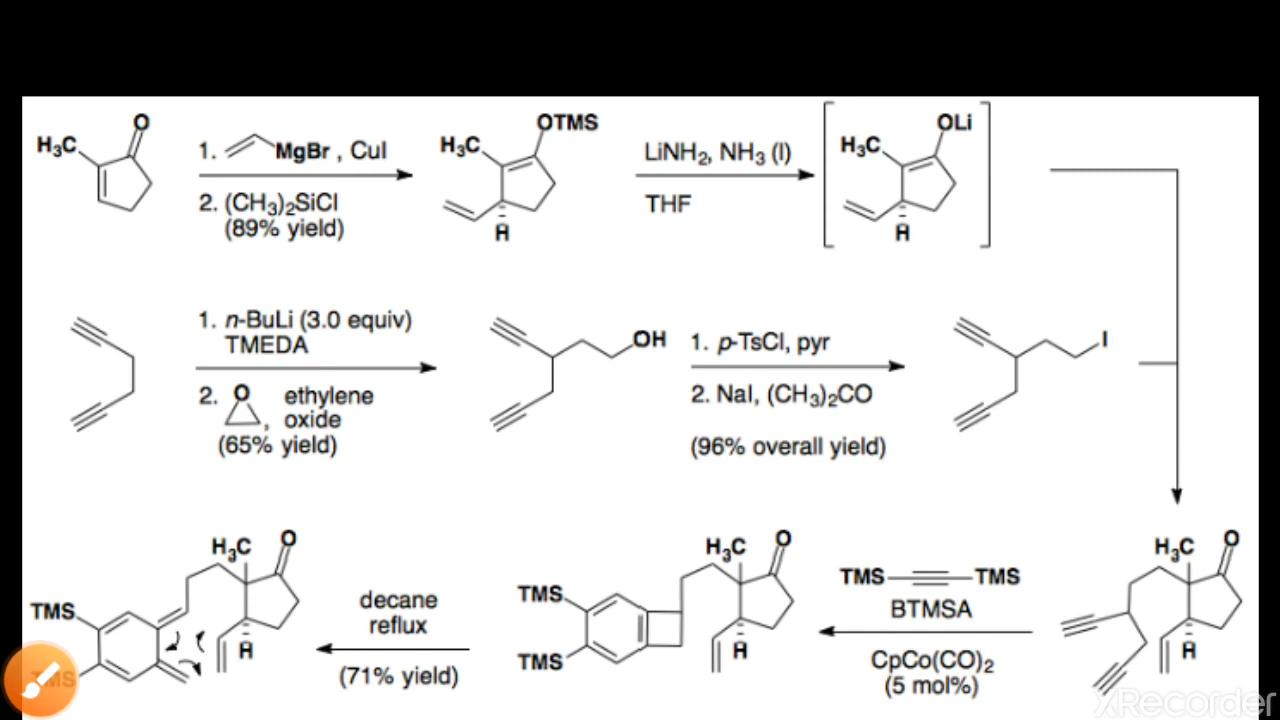 H₃C
O
1. MgBr , CuI
2. (CH₃)₂SiCl
(89% yield)
OTMS
H₃C
H
LiNH₂, NH₃ (l)
THF
OLi
H₃C
H
1. n-BuLi (3.0 equiv)
TMEDA
2. O ethylene
, oxide
(65% yield)
OH
1. p-TsCl, pyr
2. NaI, (CH₃)₂CO
(96% overall yield)
I
H₃C
O
TMS
TMS
H
decane
reflux
(71% yield)
H₃C
O
TMS
TMS
H
TMS TMS
BTMSA
CpCo(CO)₂
(5 mol%)
H₃C
O
H
XRecorder